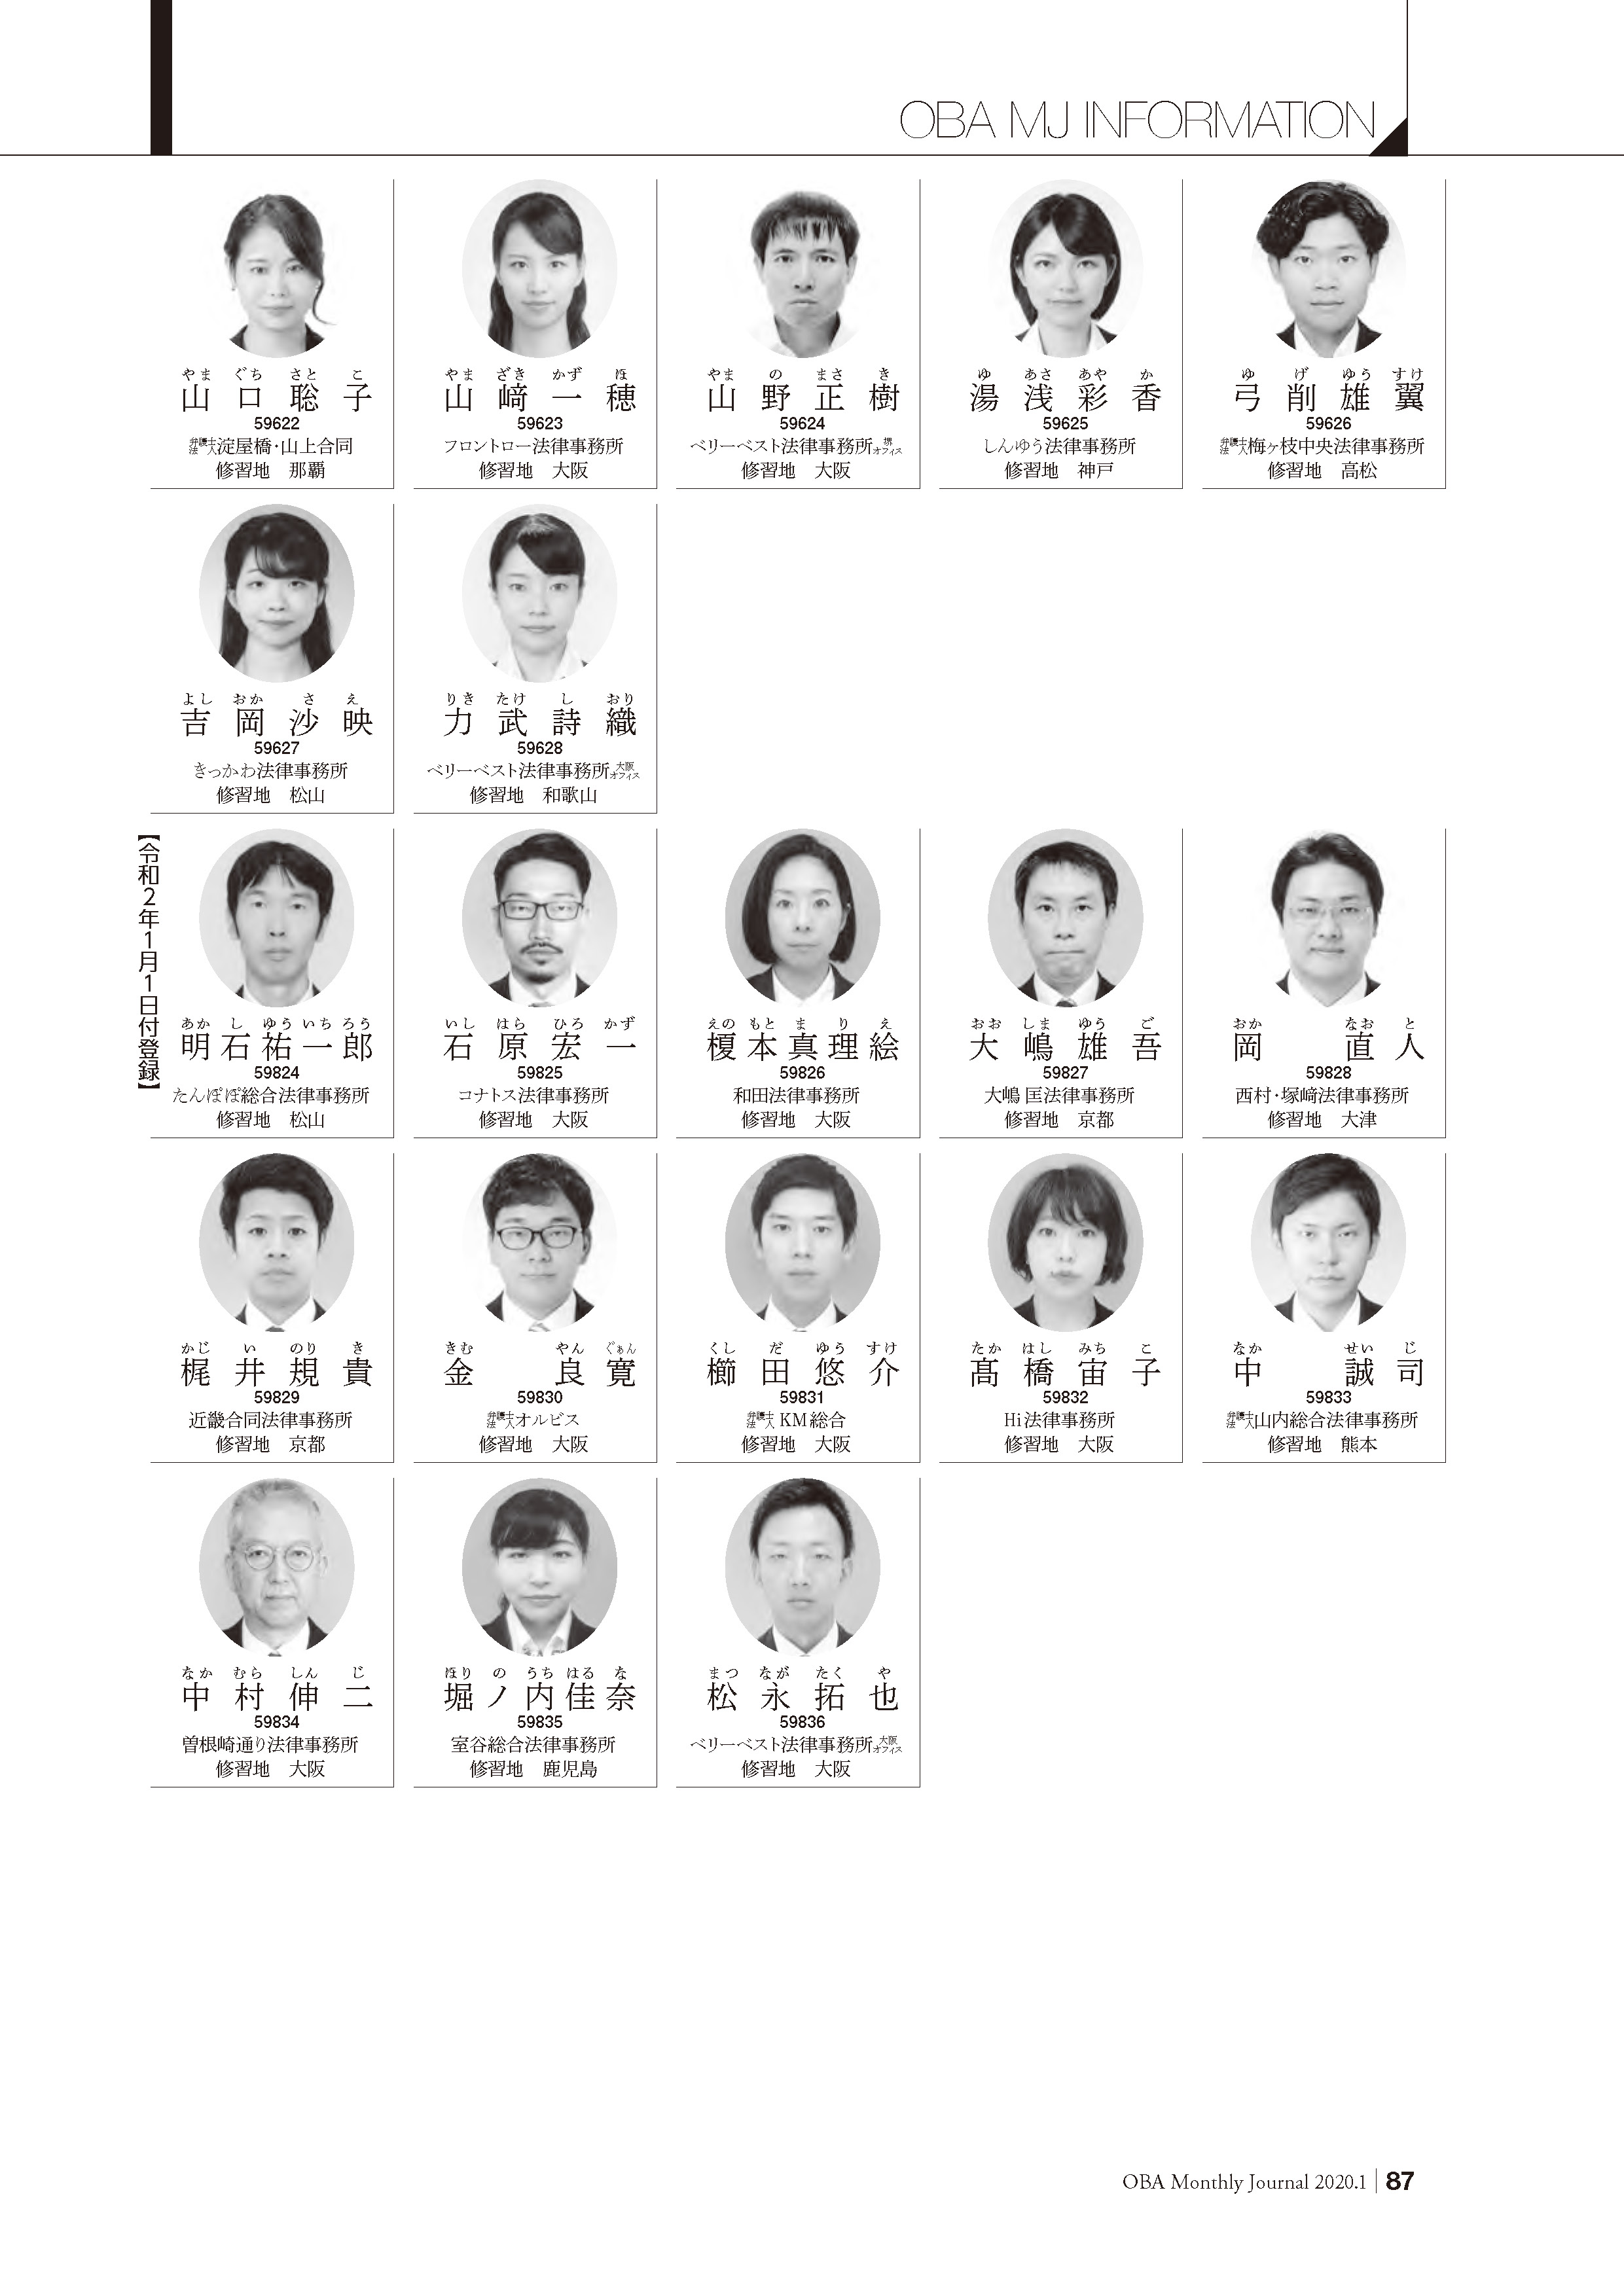 OBA MJ INFORMATION
やま ぐち さと こ
山口聡子
59622
弁護士法人淀屋橋・山上合同
修習地　那覇
やま ざき かず ほ
山﨑一穂
59623
フロントロー法律事務所
修習地　大阪
やま の まさ き
山野正樹
59624
ベリーベスト法律事務所堺オフィス
修習地　大阪
ゆ あさ あや か
湯浅彩香
59625
しんゆう法律事務所
修習地　神戸
ゆ げ ゆう すけ
弓削雄翼
59626
弁護士法人梅ヶ枝中央法律事務所
修習地　高松
よし おか さ え
吉岡沙映
59627
きっかわ法律事務所
修習地　松山
りき たけ し おり
力武詩織
59628
ベリーベスト法律事務所大阪オフィス
修習地　和歌山
【令和2年1月1日付登録】
あか し ゆう いち ろう
明石祐一郎
59824
たんぽぽ総合法律事務所
修習地　松山
いし はら ひろ かず
石原宏一
59825
コナトス法律事務所
修習地　大阪
えの もと ま り え
榎本真理絵
59826
和田法律事務所
修習地　大阪
おお しま ゆう ご
大嶋雄吾
59827
大嶋匡法律事務所
修習地　京都
おか なお と
岡　直人
59828
西村・塚﨑法律事務所
修習地　大津
かじ い のり き
梶井規貴
59829
近畿合同法律事務所
修習地　京都
きむ やん ぐぁん
金　良寛
59830
弁護士法人オルビス
修習地　大阪
くし だ ゆう すけ
櫛田悠介
59831
弁護士法人 KM総合
修習地　大阪
たか はし みち こ
髙橋宙子
59832
Hi法律事務所
修習地　大阪
なか せい じ
中　誠司
59833
弁護士法人山内総合法律事務所
修習地　熊本
なか むら しん じ
中村伸二
59834
曽根崎通り法律事務所
修習地　大阪
ほり の うち はる な
堀ノ内佳奈
59835
室谷総合法律事務所
修習地　鹿児島
まつ なが たく や
松永拓也
59836
ベリーベスト法律事務所大阪オフィス
修習地　大阪
OBA Monthly Journal 2020.1 | 87